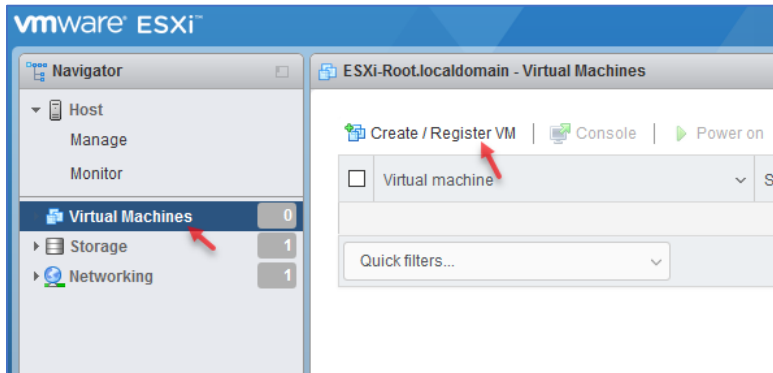 vmware® ESXi™
Navigator
Host
Manage
Monitor
Virtual Machines 0
Storage 1
Networking 1
ESXi-Root.localdomain - Virtual Machines
Create / Register VM | Console | Power on
Virtual machine S
Quick filters...